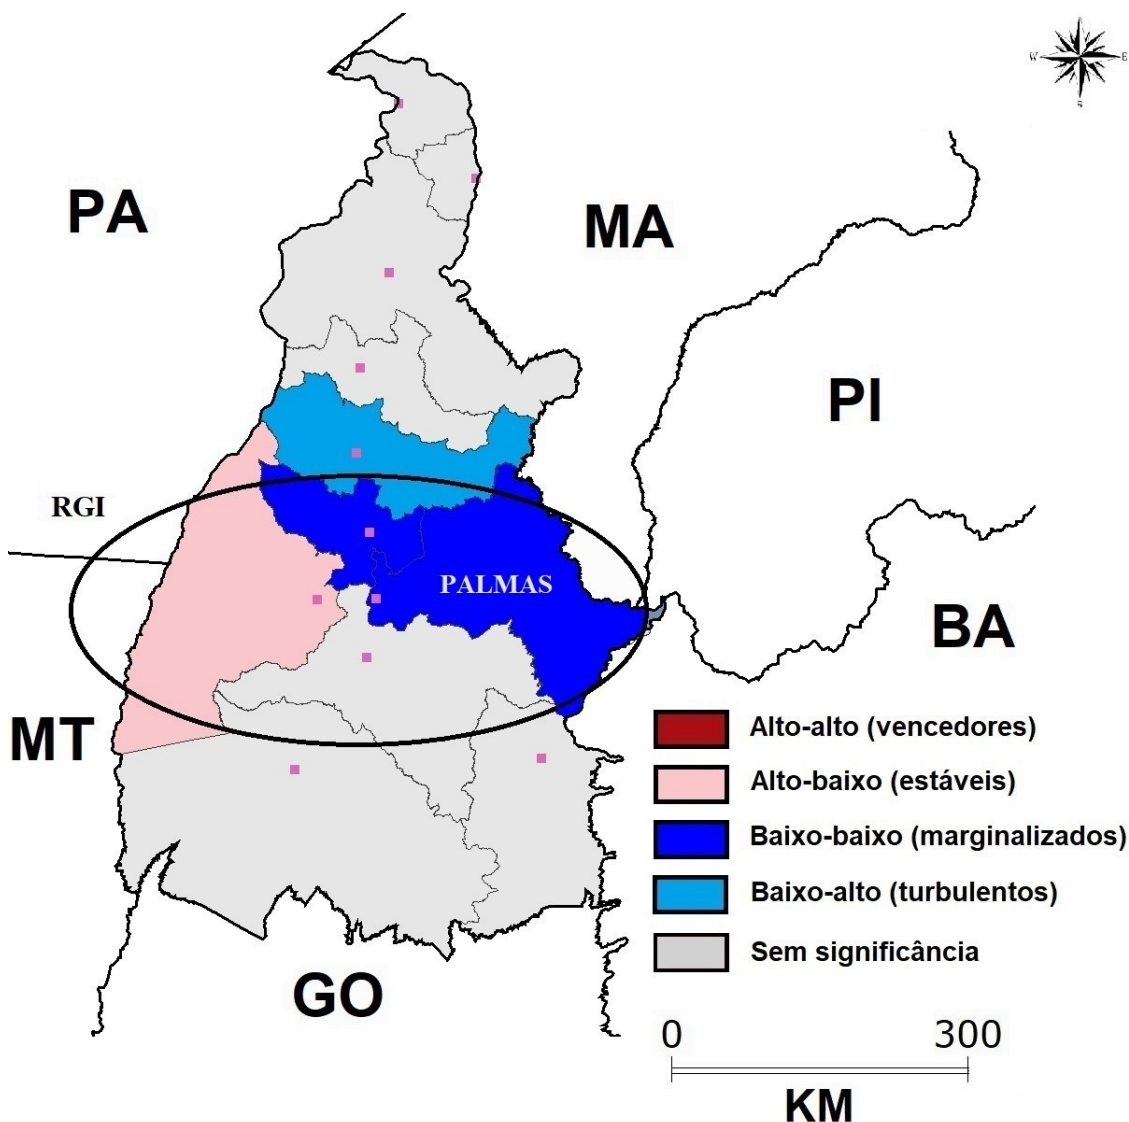 W
E
S
PA
MA
PI
RGI
PALMAS
BA
MT
Alto-alto (vencedores)
Alto-baixo (estáveis)
Baixo-baixo (marginalizados)
Baixo-alto (turbulentos)
Sem significância
GO
0 300
KM